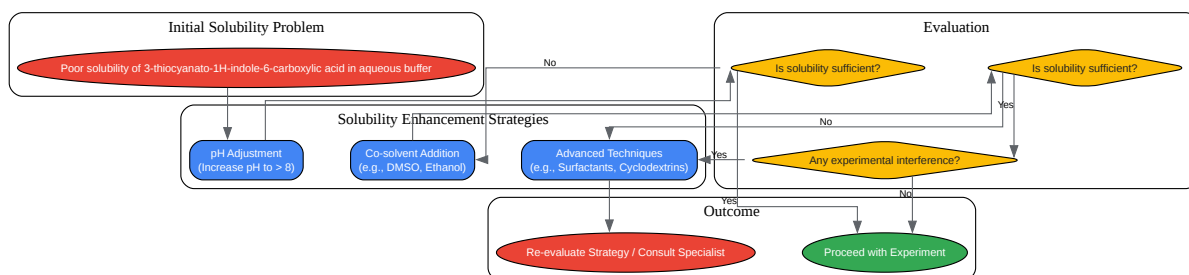 Initial Solubility Problem
Evaluation
Poor solubility of 3-thiocyanato-1H-indole-6-carboxylic acid in aqueous buffer
No
Is solubility sufficient?
Is solubility sufficient?
Yes
Solubility Enhancement Strategies
No
pH Adjustment
(Increase pH to > 8)
Co-solvent Addition
(e.g., DMSO, Ethanol)
Advanced Techniques
(e.g., Surfactants, Cyclodextrins)
Yes
Any experimental interference?
Yes
No
Outcome
Re-evaluate Strategy / Consult Specialist
Proceed with Experiment